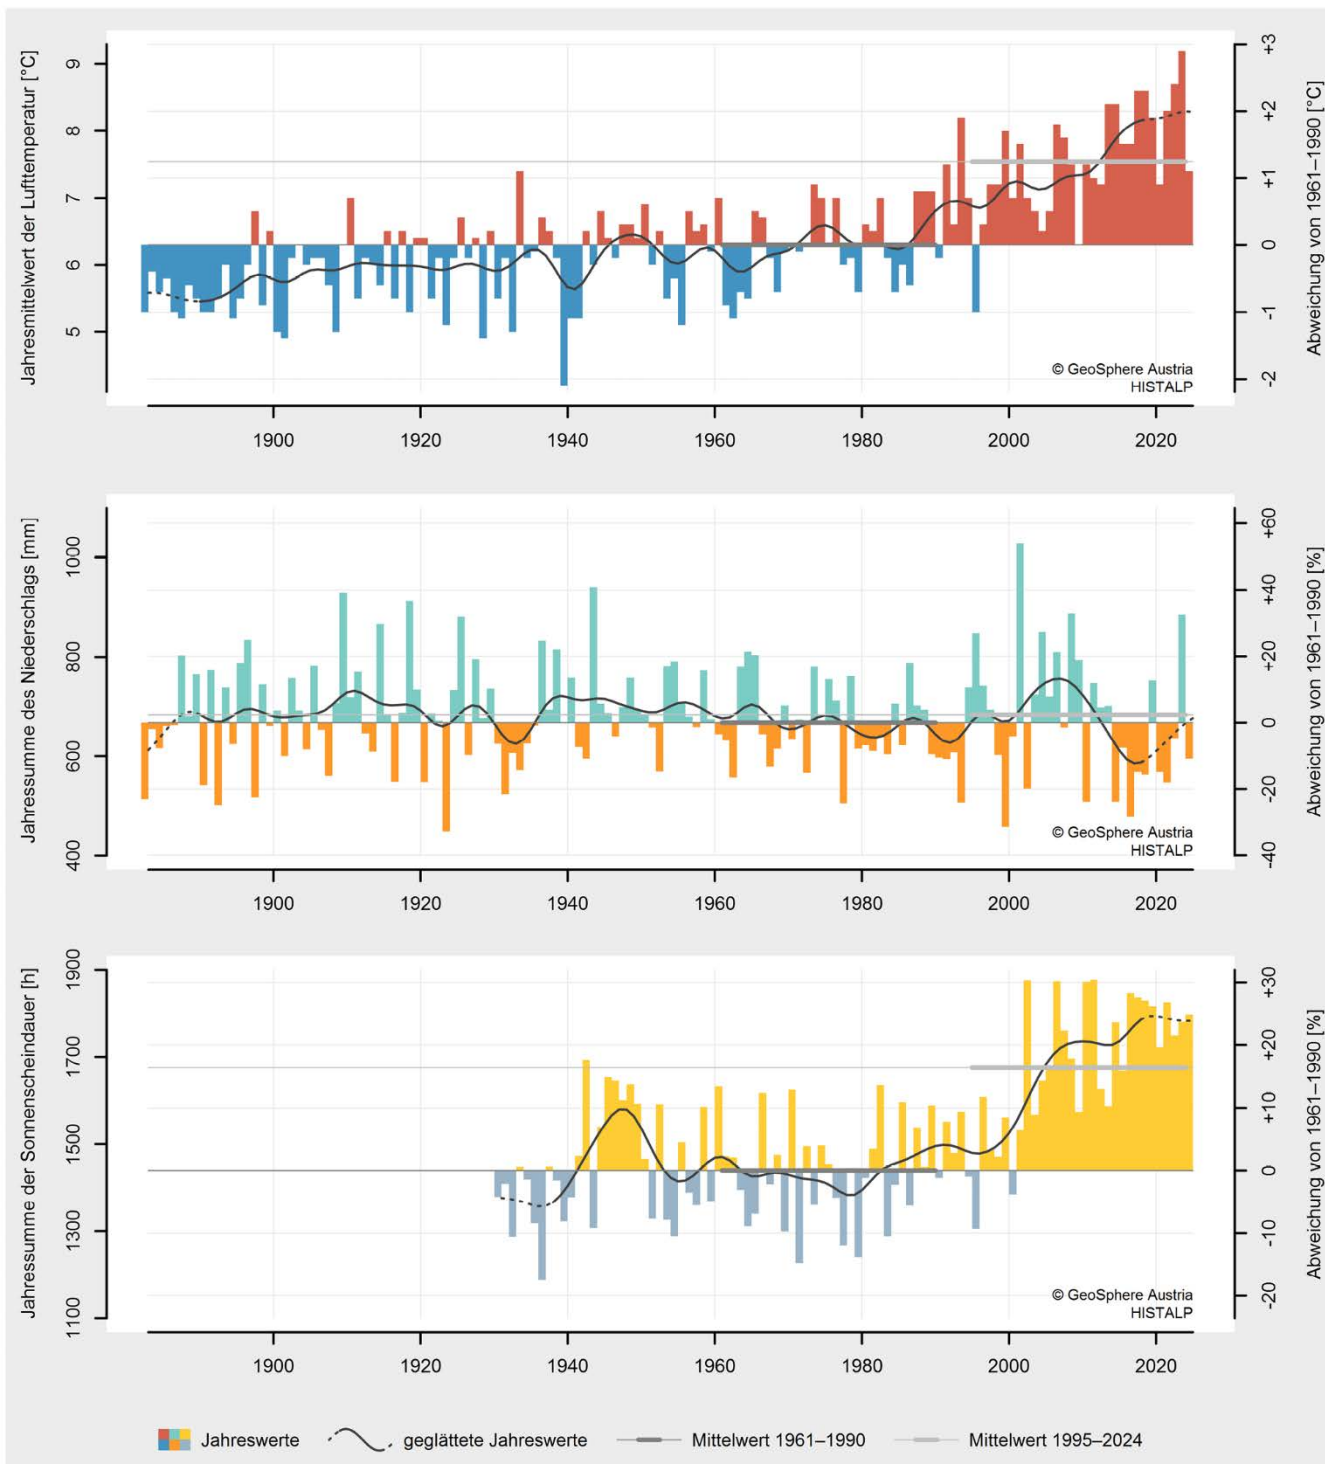 Jahresmittelwert der Lufttemperatur [°C]
9
8
7
6
5
+3
+2
+1
0
-1
-2
Abweichung von 1961–1990 [°C]
© GeoSphere Austria
HISTALP
1900 1920 1940 1960 1980 2000 2020
Jahressumme des Niederschlags [mm]
1000
800
600
400
+60
+40
+20
0
-20
-40
Abweichung von 1961–1990 [%]
© GeoSphere Austria
HISTALP
1900 1920 1940 1960 1980 2000 2020
Jahressumme der Sonnenscheindauer [h]
1900
1700
1500
1300
1100
+30
+20
+10
0
-10
-20
Abweichung von 1961–1990 [%]
© GeoSphere Austria
HISTALP
1900 1920 1940 1960 1980 2000 2020
Jahreswerte geglättete Jahreswerte Mittelwert 1961–1990 Mittelwert 1995–2024